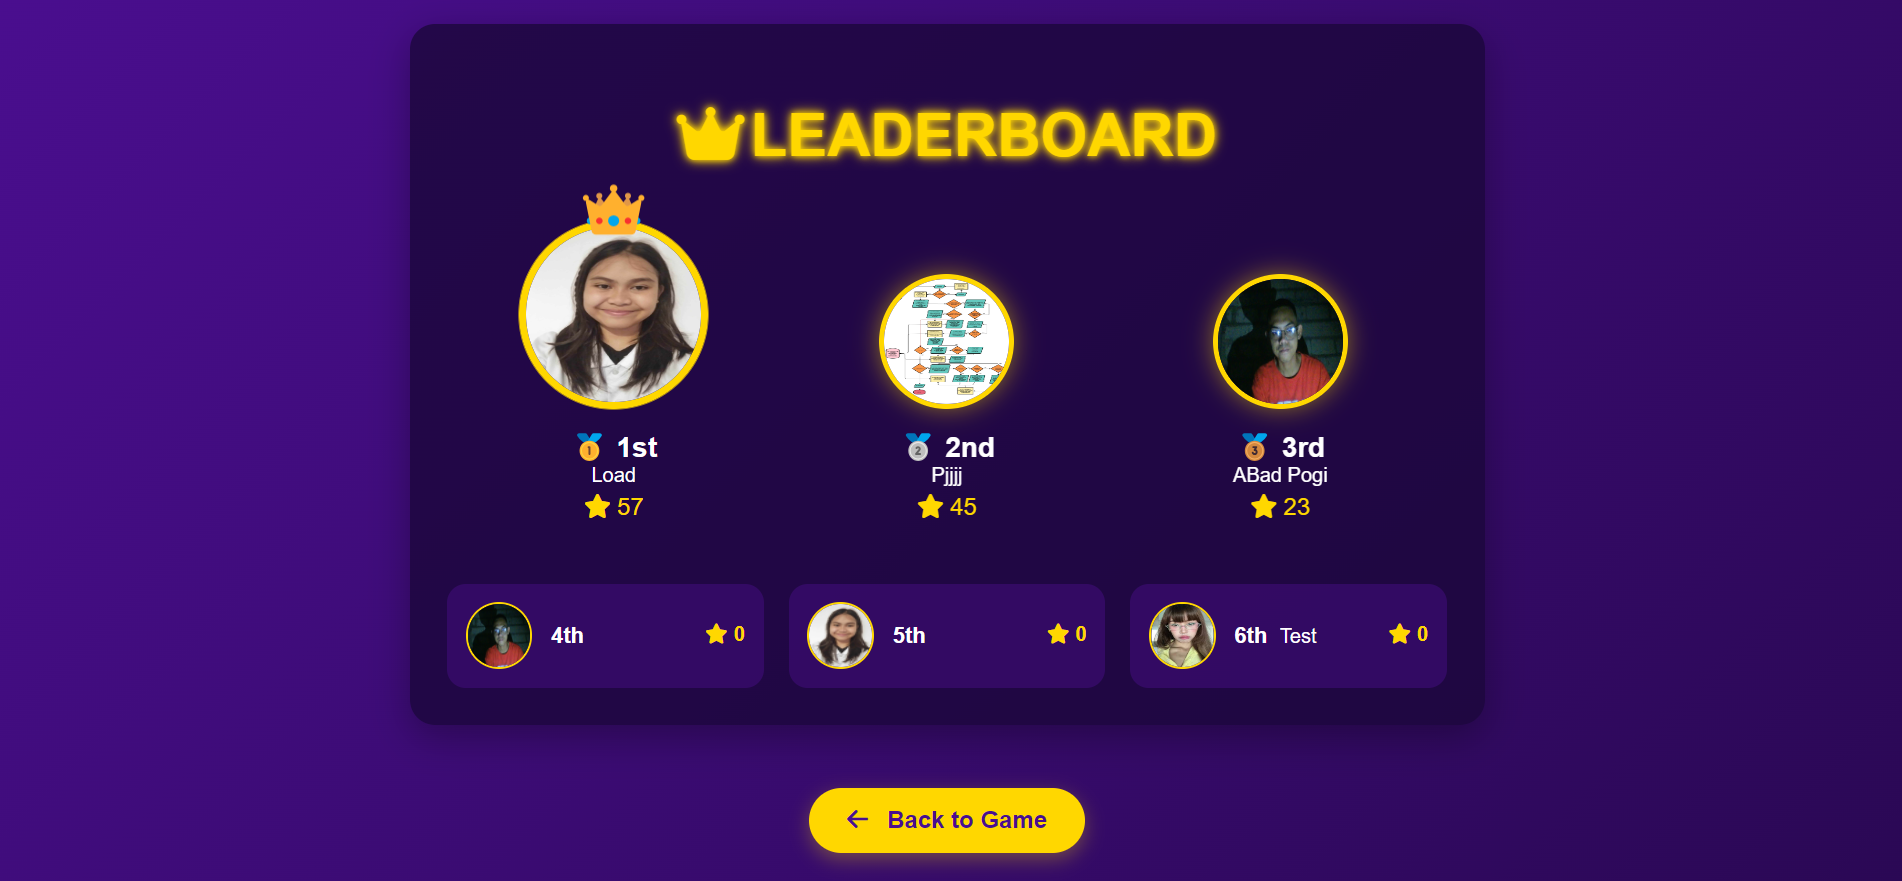 LEADERBOARD
1st
Load
57
2nd
Pjjjj
45
3rd
ABad Pogi
23
4th 0
5th 0
6th Test 0
Back to Game